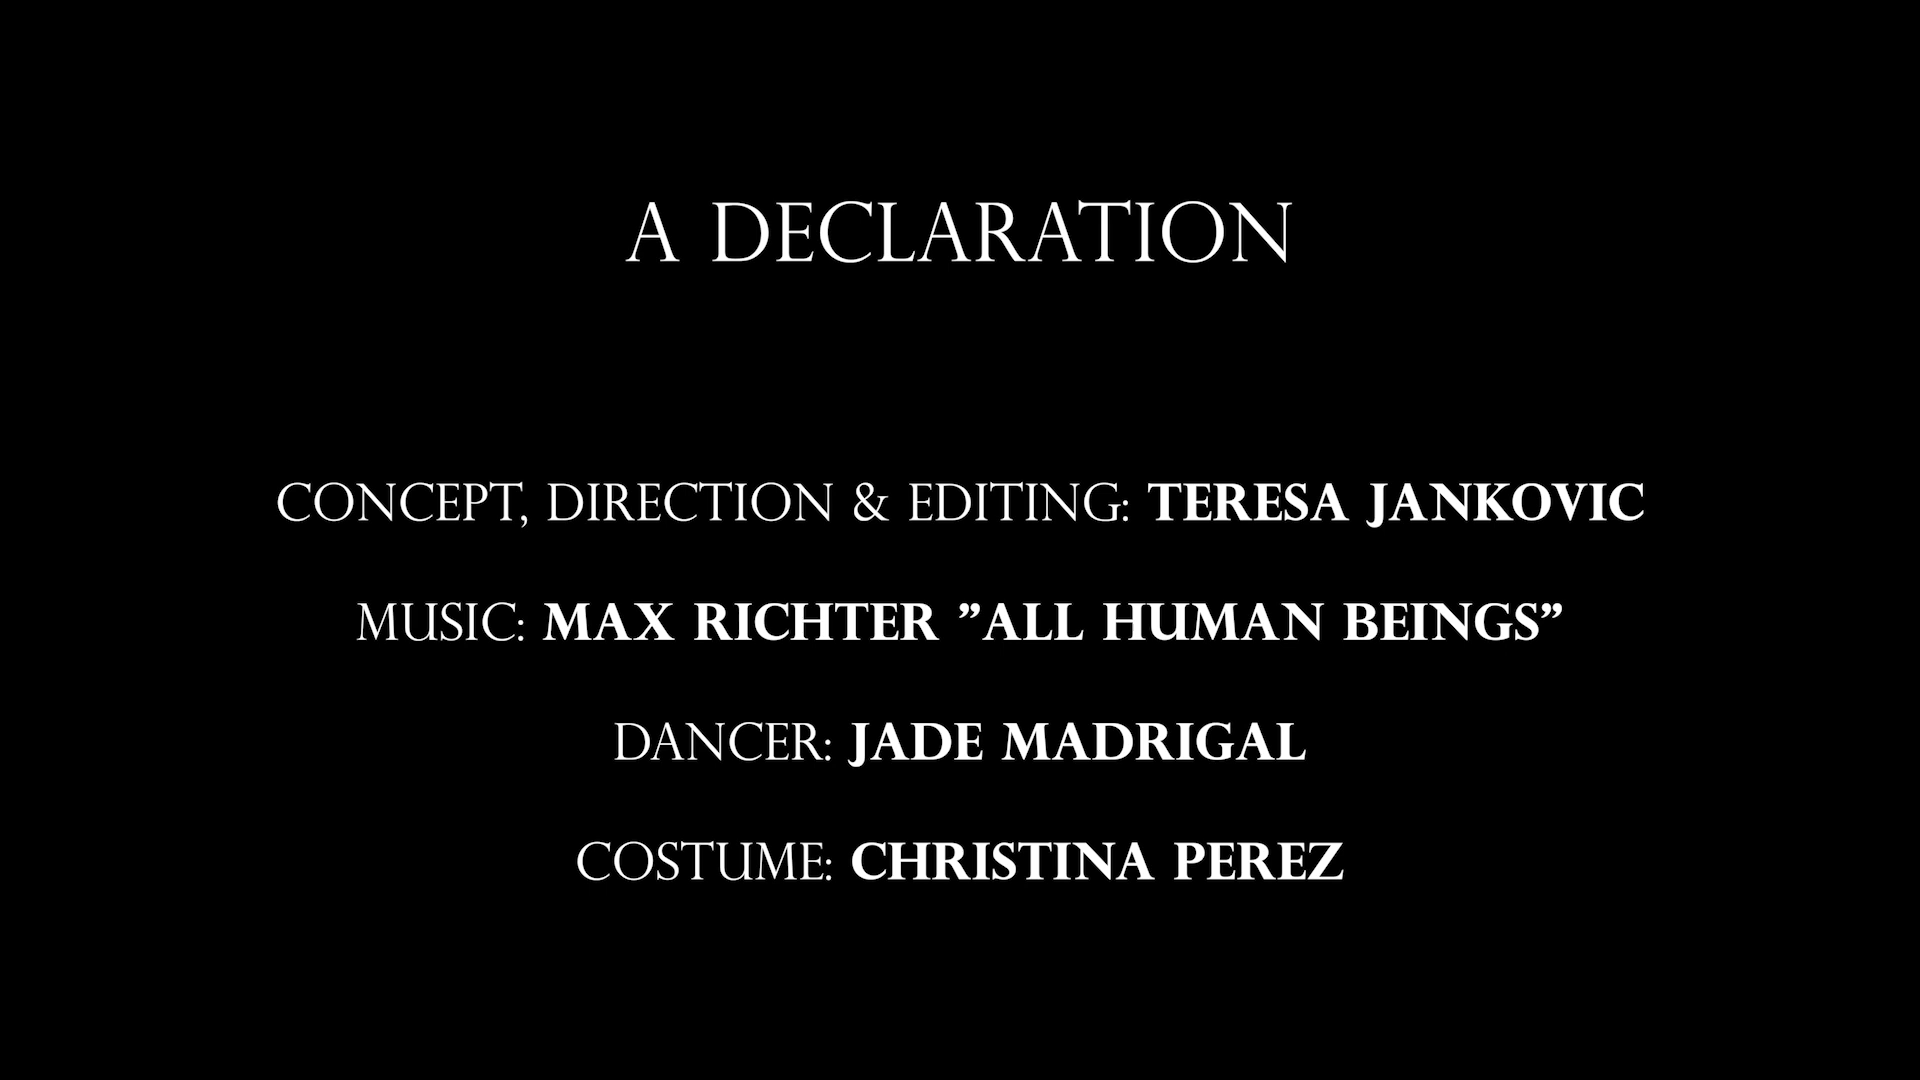 A DECLARATION
CONCEPT, DIRECTION & EDITING: TERESA JANKOVIC
MUSIC: MAX RICHTER ”ALL HUMAN BEINGS”
DANCER: JADE MADRIGAL
COSTUME: CHRISTINA PEREZ